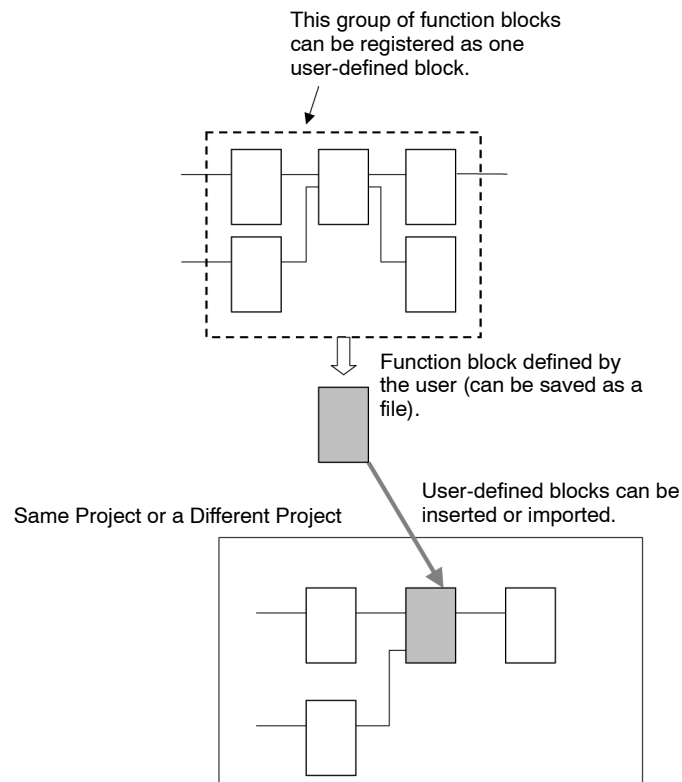 This group of function blocks
can be registered as one
user-defined block.
Function block defined by
the user (can be saved as a
file).
User-defined blocks can be
inserted or imported.
Same Project or a Different Project